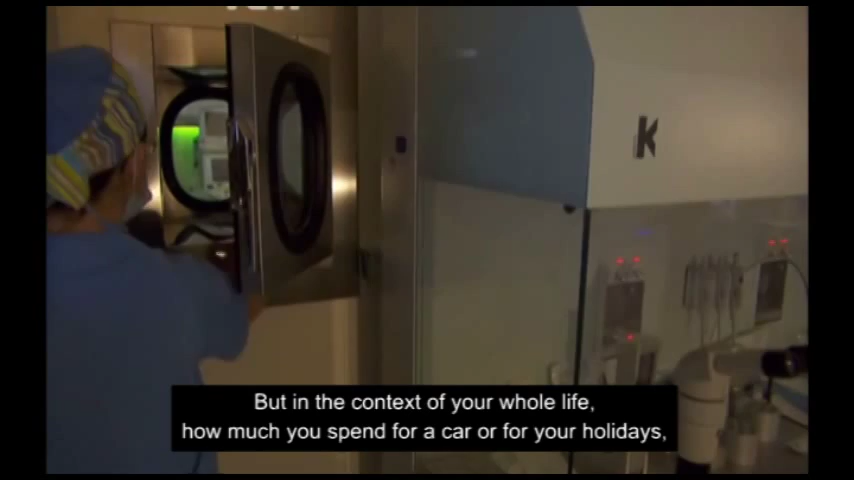 K
But in the context of your whole life,
how much you spend for a car or for your holidays,